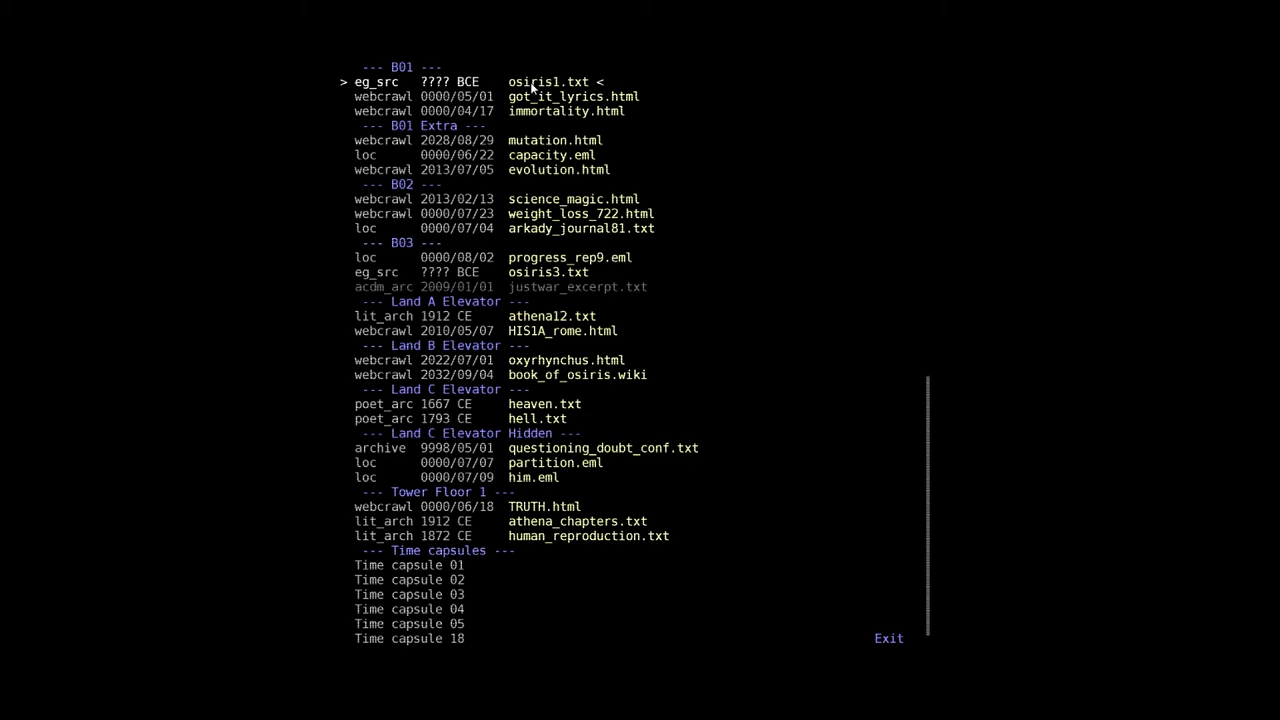 --- B01 ---
> eg_src ???? BCE osiris1.txt <
webcrawl 0000/05/01 got_it_lyrics.html
webcrawl 0000/04/17 immortality.html
--- B01 Extra ---
webcrawl 2028/08/29 mutation.html
loc 0000/06/22 capacity.eml
webcrawl 2013/07/05 evolution.html
--- B02 ---
webcrawl 2013/02/13 science_magic.html
webcrawl 0000/07/23 weight_loss_722.html
loc 0000/07/04 arkady_journal81.txt
--- B03 ---
loc 0000/08/02 progress_rep9.eml
eg_src ???? BCE osiris3.txt
acdm_arc 2009/01/01 justwar_excerpt.txt
--- Land A Elevator ---
lit_arch 1912 CE athena12.txt
webcrawl 2010/05/07 HIS1A_rome.html
--- Land B Elevator ---
webcrawl 2022/07/01 oxyrhynchus.html
webcrawl 2032/09/04 book_of_osiris.wiki
--- Land C Elevator ---
poet_arc 1667 CE heaven.txt
poet_arc 1793 CE hell.txt
--- Land C Elevator Hidden ---
archive 9998/05/01 questioning_doubt_conf.txt
loc 0000/07/07 partition.eml
loc 0000/07/09 him.eml
--- Tower Floor 1 ---
webcrawl 0000/06/18 TRUTH.html
lit_arch 1912 CE athena_chapters.txt
lit_arch 1872 CE human_reproduction.txt
--- Time capsules ---
Time capsule 01
Time capsule 02
Time capsule 03
Time capsule 04
Time capsule 05
Time capsule 18
Exit